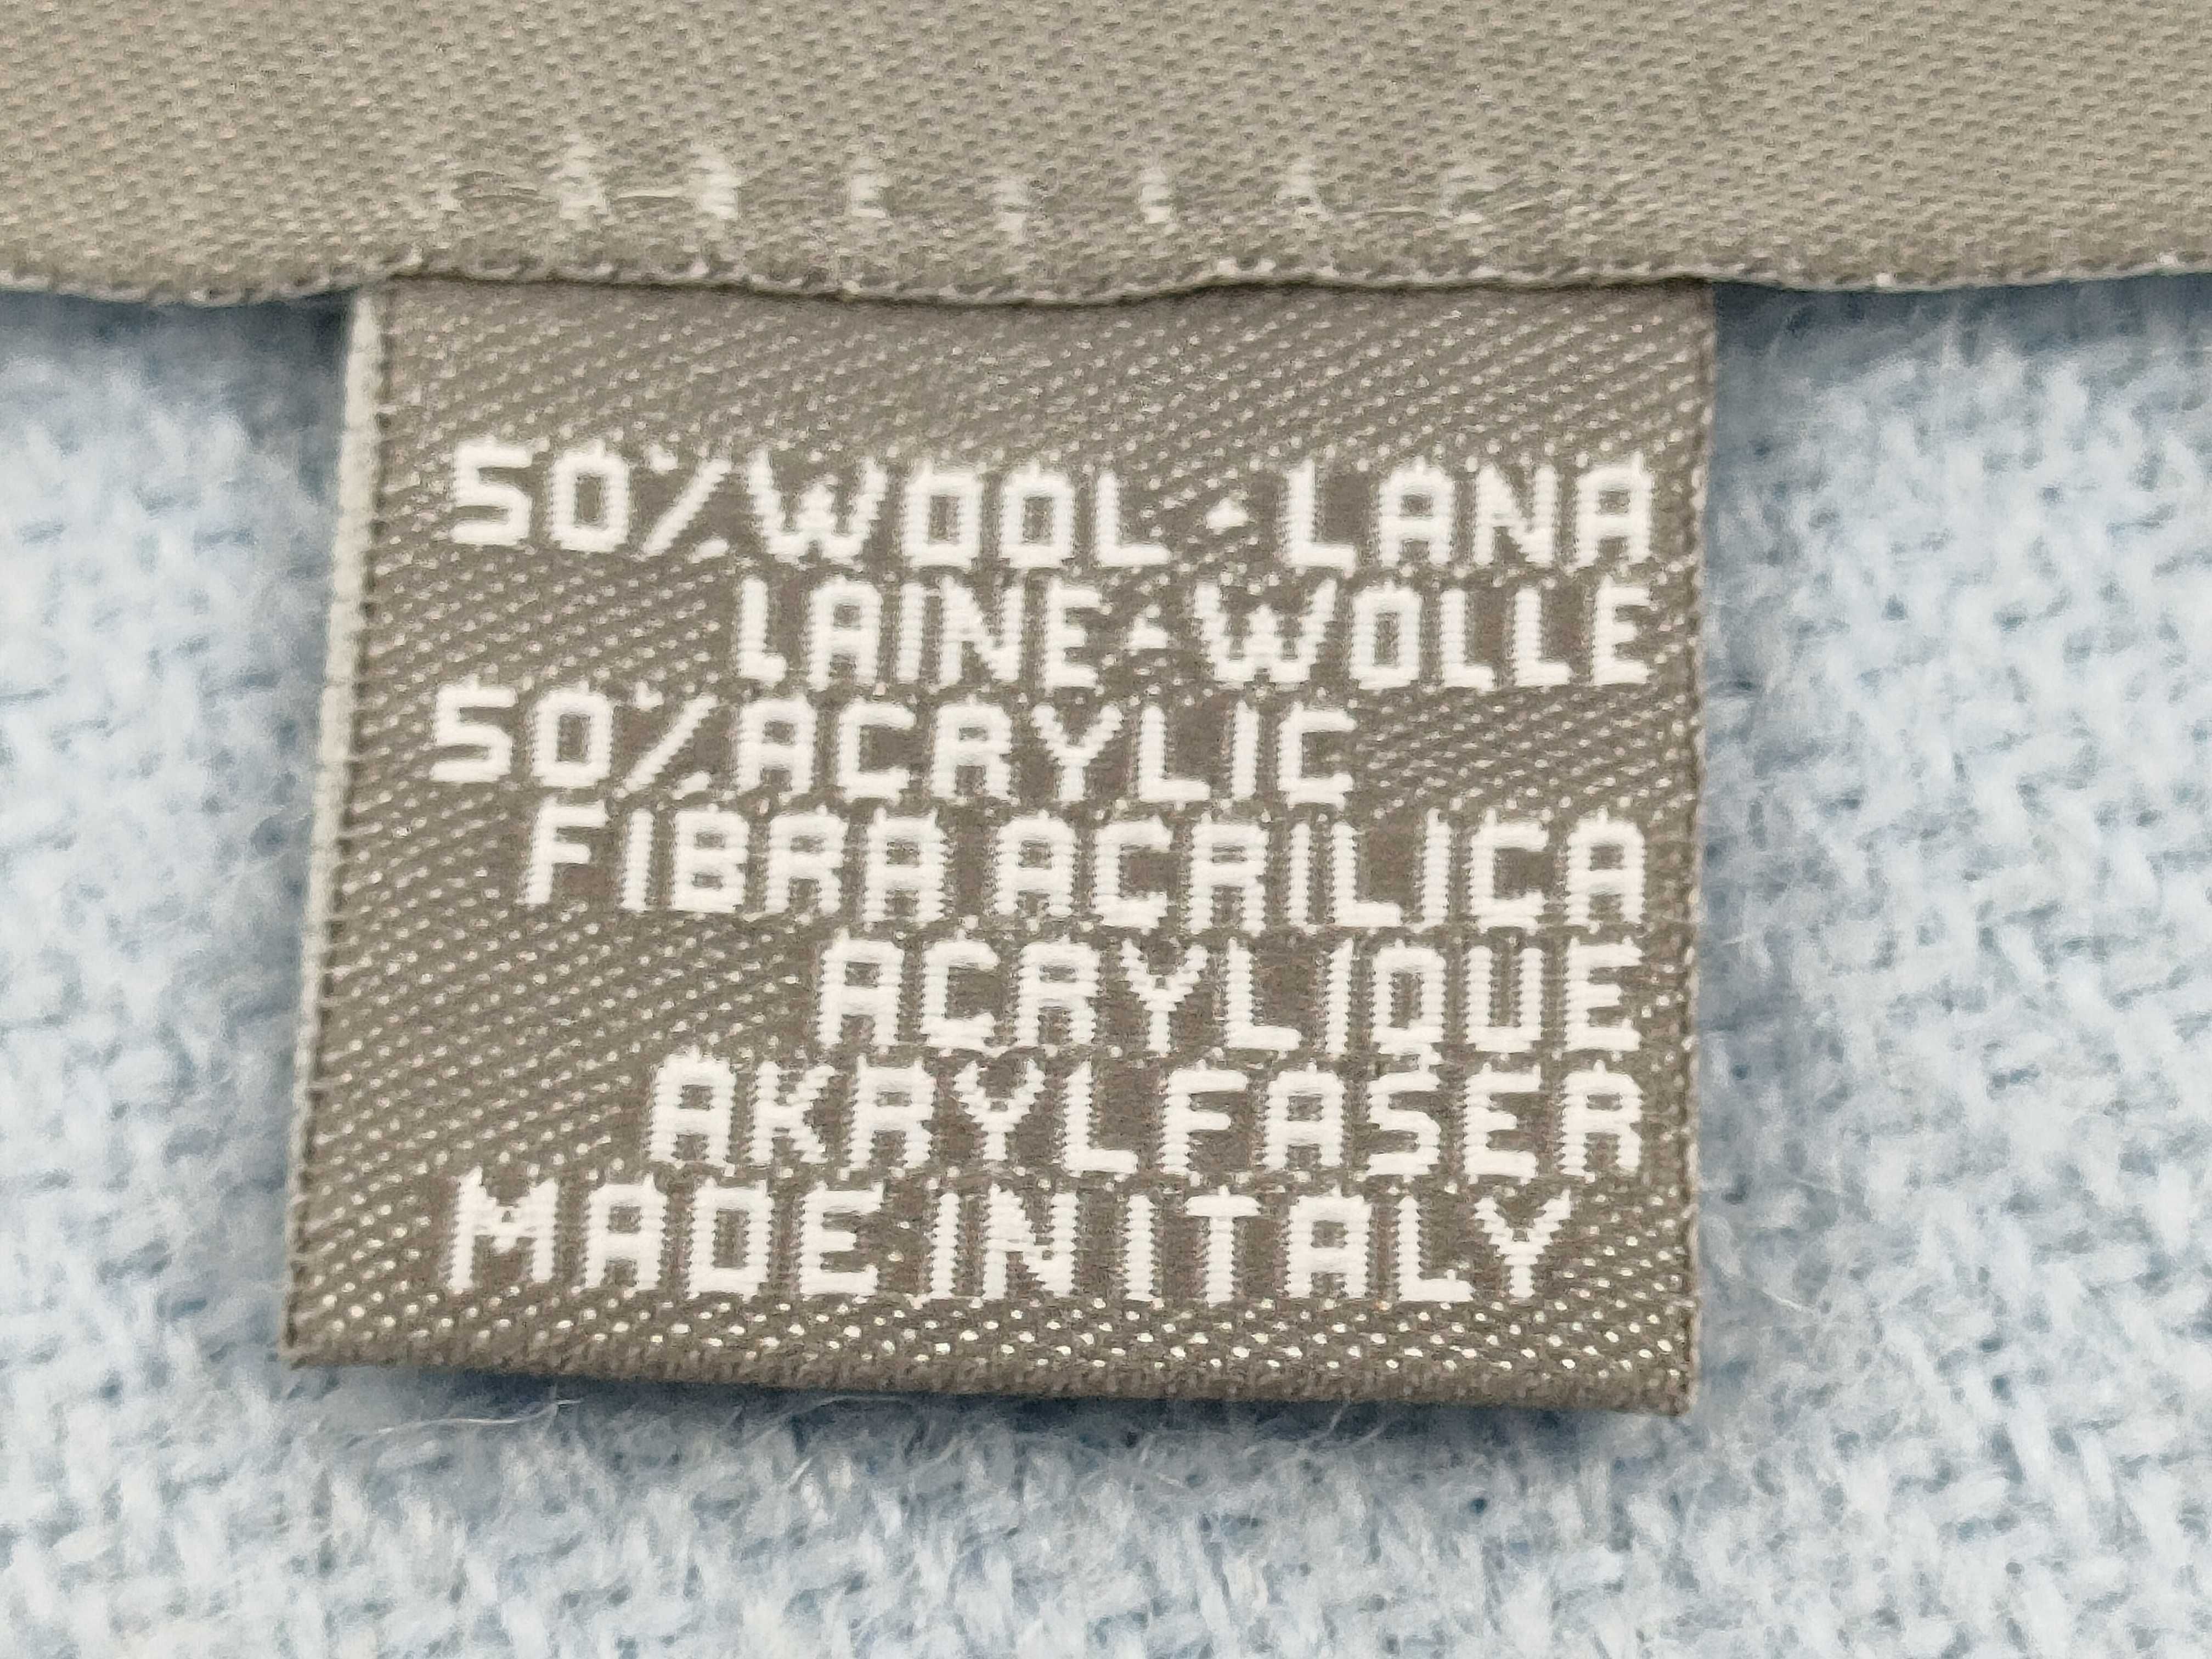 50% WOOL · LANA
LAINE · WOLLE
50% ACRYLIC
FIBRA ACRILICA
ACRYLIQUE
AKRYLFASER
MADE IN ITALY